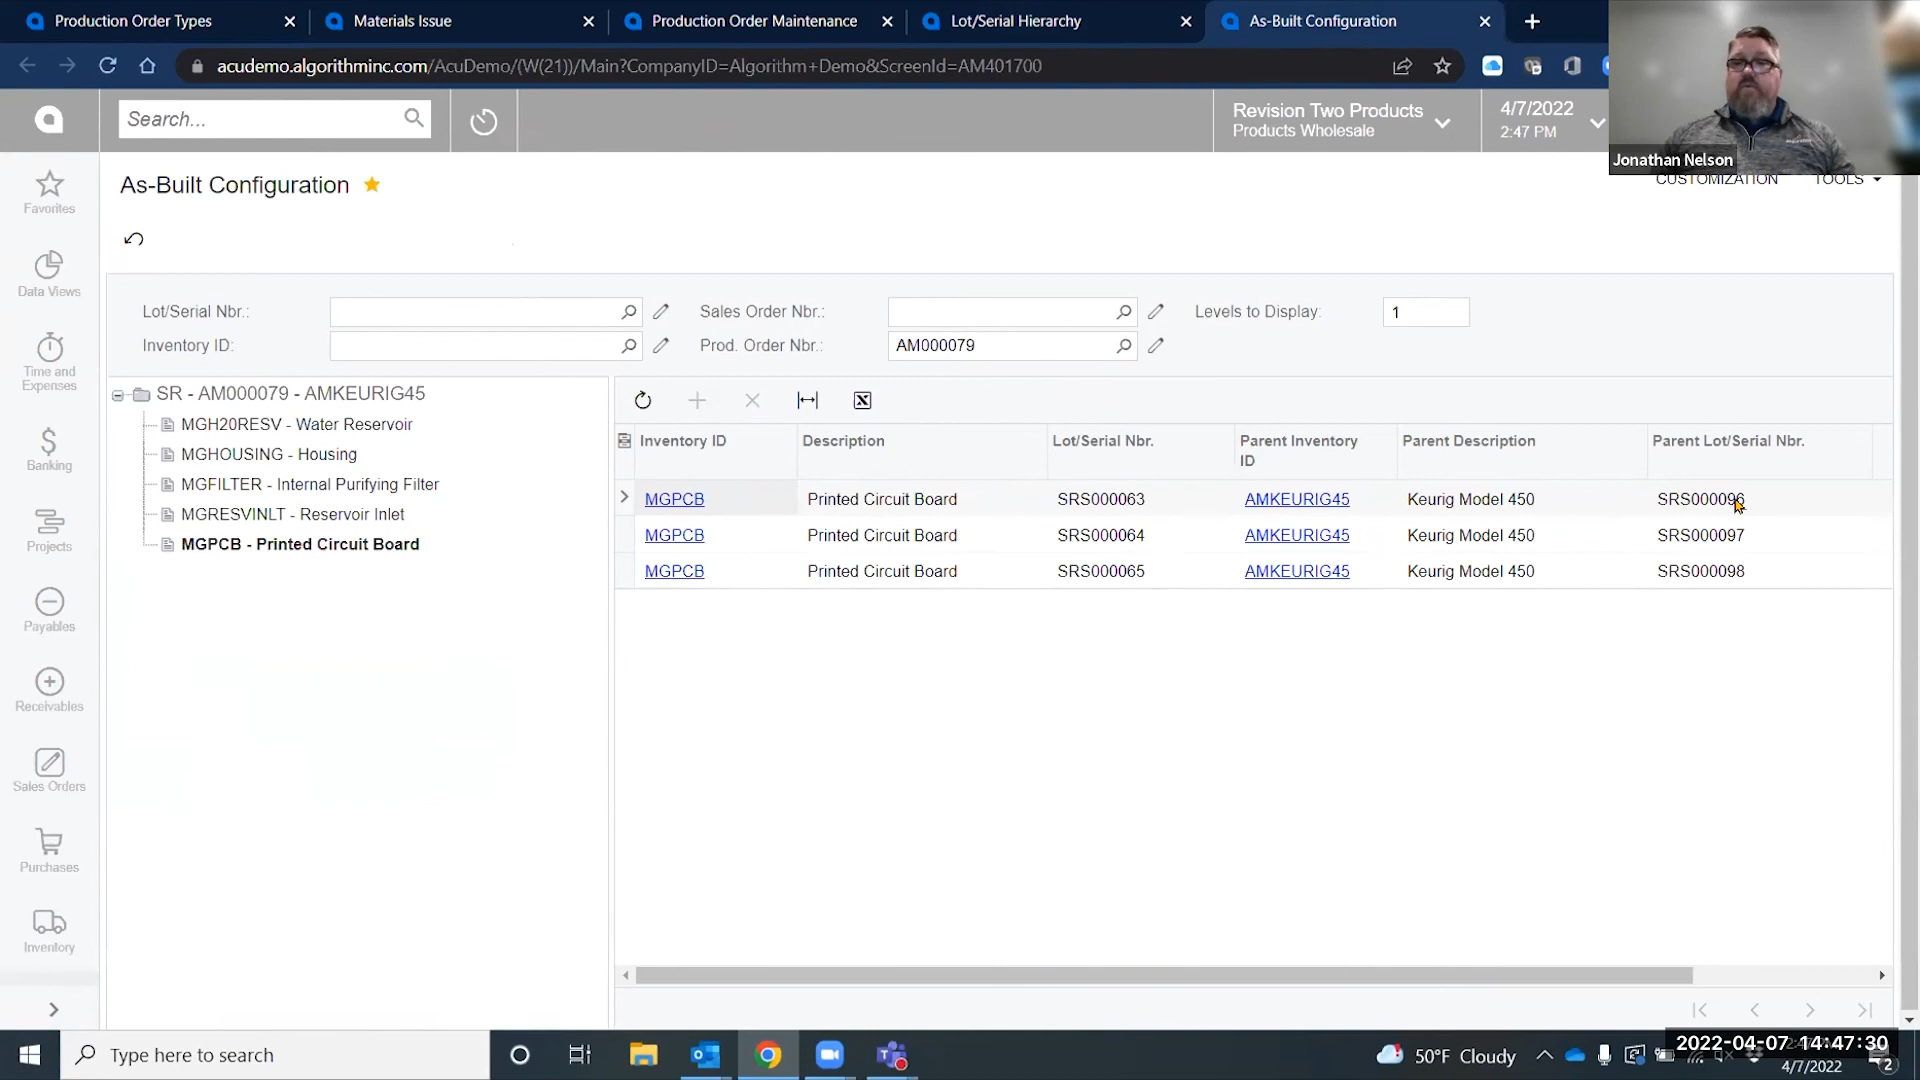 Production Order Types
Materials Issue
Production Order Maintenance
Lot/Serial Hierarchy
As-Built Configuration
acudemo.algorithminc.com/AcuDemo/(W(21))/Main?CompanyID=Algorithm+Demo&ScreenId=AM401700
Search...
Revision Two Products
Products Wholesale
4/7/2022
2:47 PM
Jonathan Nelson
CUSTOMIZATION
TOOLS
As-Built Configuration
Favorites
Data Views
Time and
Expenses
Banking
Projects
Payables
Receivables
Sales Orders
Purchases
Inventory
Lot/Serial Nbr.:
Sales Order Nbr.:
Levels to Display:
1
Inventory ID:
Prod. Order Nbr.:
AM000079
SR - AM000079 - AMKEURIG45
MGH20RESV - Water Reservoir
MGHOUSING - Housing
MGFILTER - Internal Purifying Filter
MGRESVINLT - Reservoir Inlet
MGPCB - Printed Circuit Board
Inventory ID Description Lot/Serial Nbr. Parent Inventory ID Parent Description Parent Lot/Serial Nbr.
MGPCB Printed Circuit Board SRS000063 AMKEURIG45 Keurig Model 450 SRS000096
MGPCB Printed Circuit Board SRS000064 AMKEURIG45 Keurig Model 450 SRS000097
MGPCB Printed Circuit Board SRS000065 AMKEURIG45 Keurig Model 450 SRS000098
Type here to search
50°F Cloudy
2022-04-07 14:47:30
4/7/2022
2